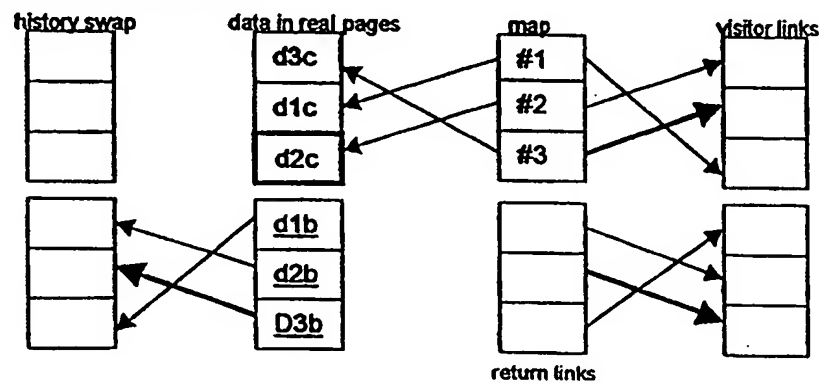 history swap data in real pages map visitor links
d3c #1
d1c #2
d2c #3
d1b
d2b
D3b
return links